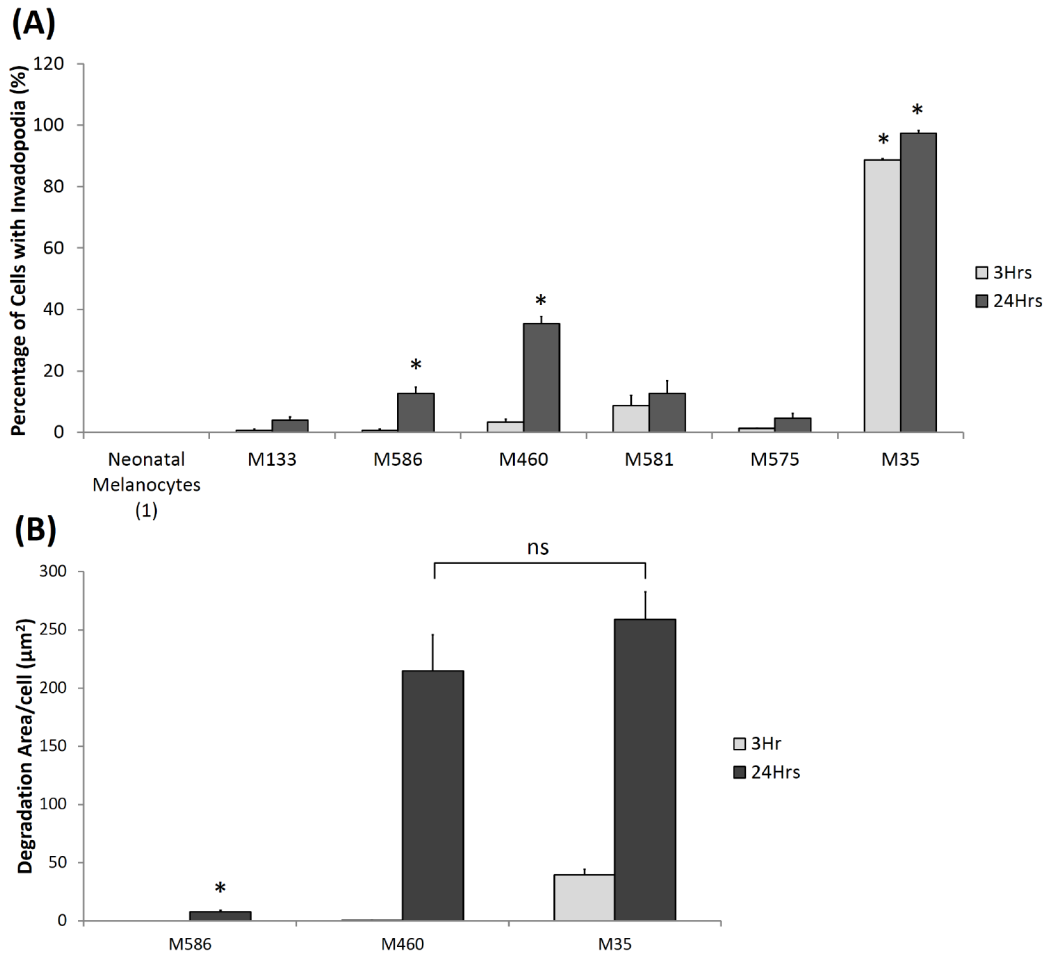 (A)
Percentage of Cells with Invadopodia (%)
120
100
80
60
40
20
0
* * * *
3Hrs
24Hrs
Neonatal Melanocytes (1)
M133
M586
M460
M581
M575
M35
(B)
Degradation Area/cell (µm²)
300
250
200
150
100
50
0
ns
*
3Hr
24Hrs
M586
M460
M35